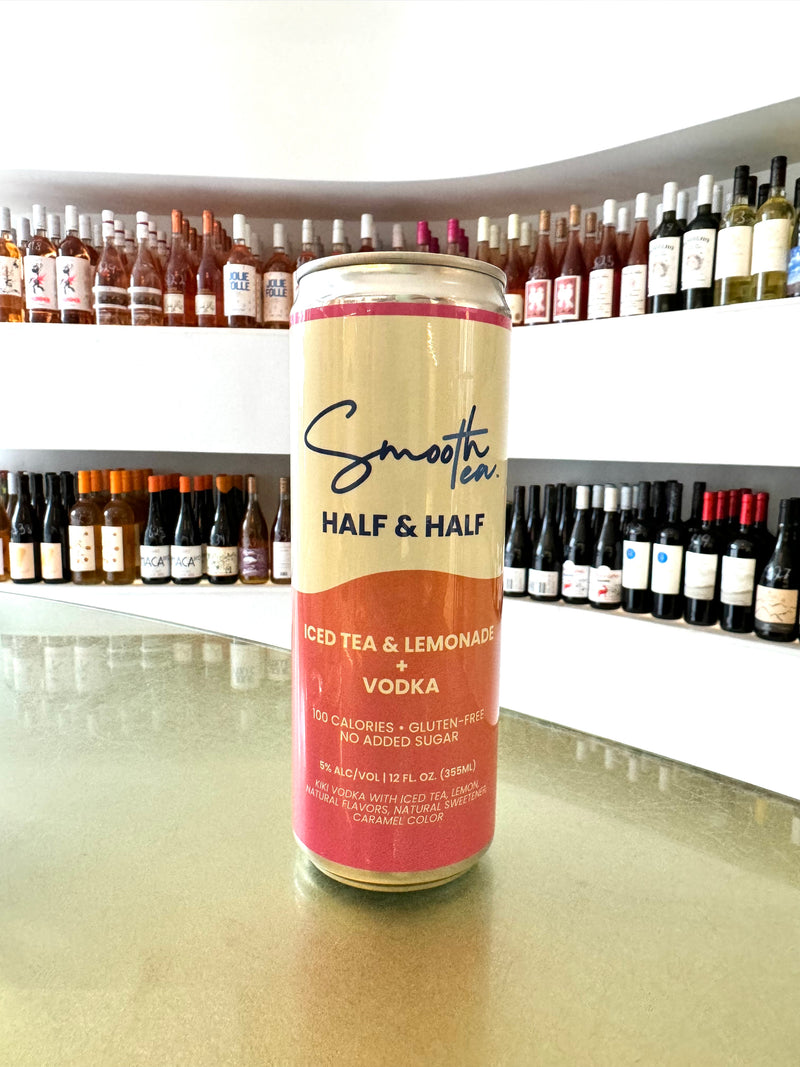 JOLIE
FOLLE
JOLIE
FOLLE
Smooth
Tea.
HALF & HALF
ICED TEA & LEMONADE
+
VODKA
100 CALORIES • GLUTEN-FREE
NO ADDED SUGAR
5% ALC/VOL | 12 FL. OZ. (355ML)
KIKI VODKA WITH ICED TEA, LEMON,
NATURAL FLAVORS, NATURAL SWEETENER,
CARAMEL COLOR